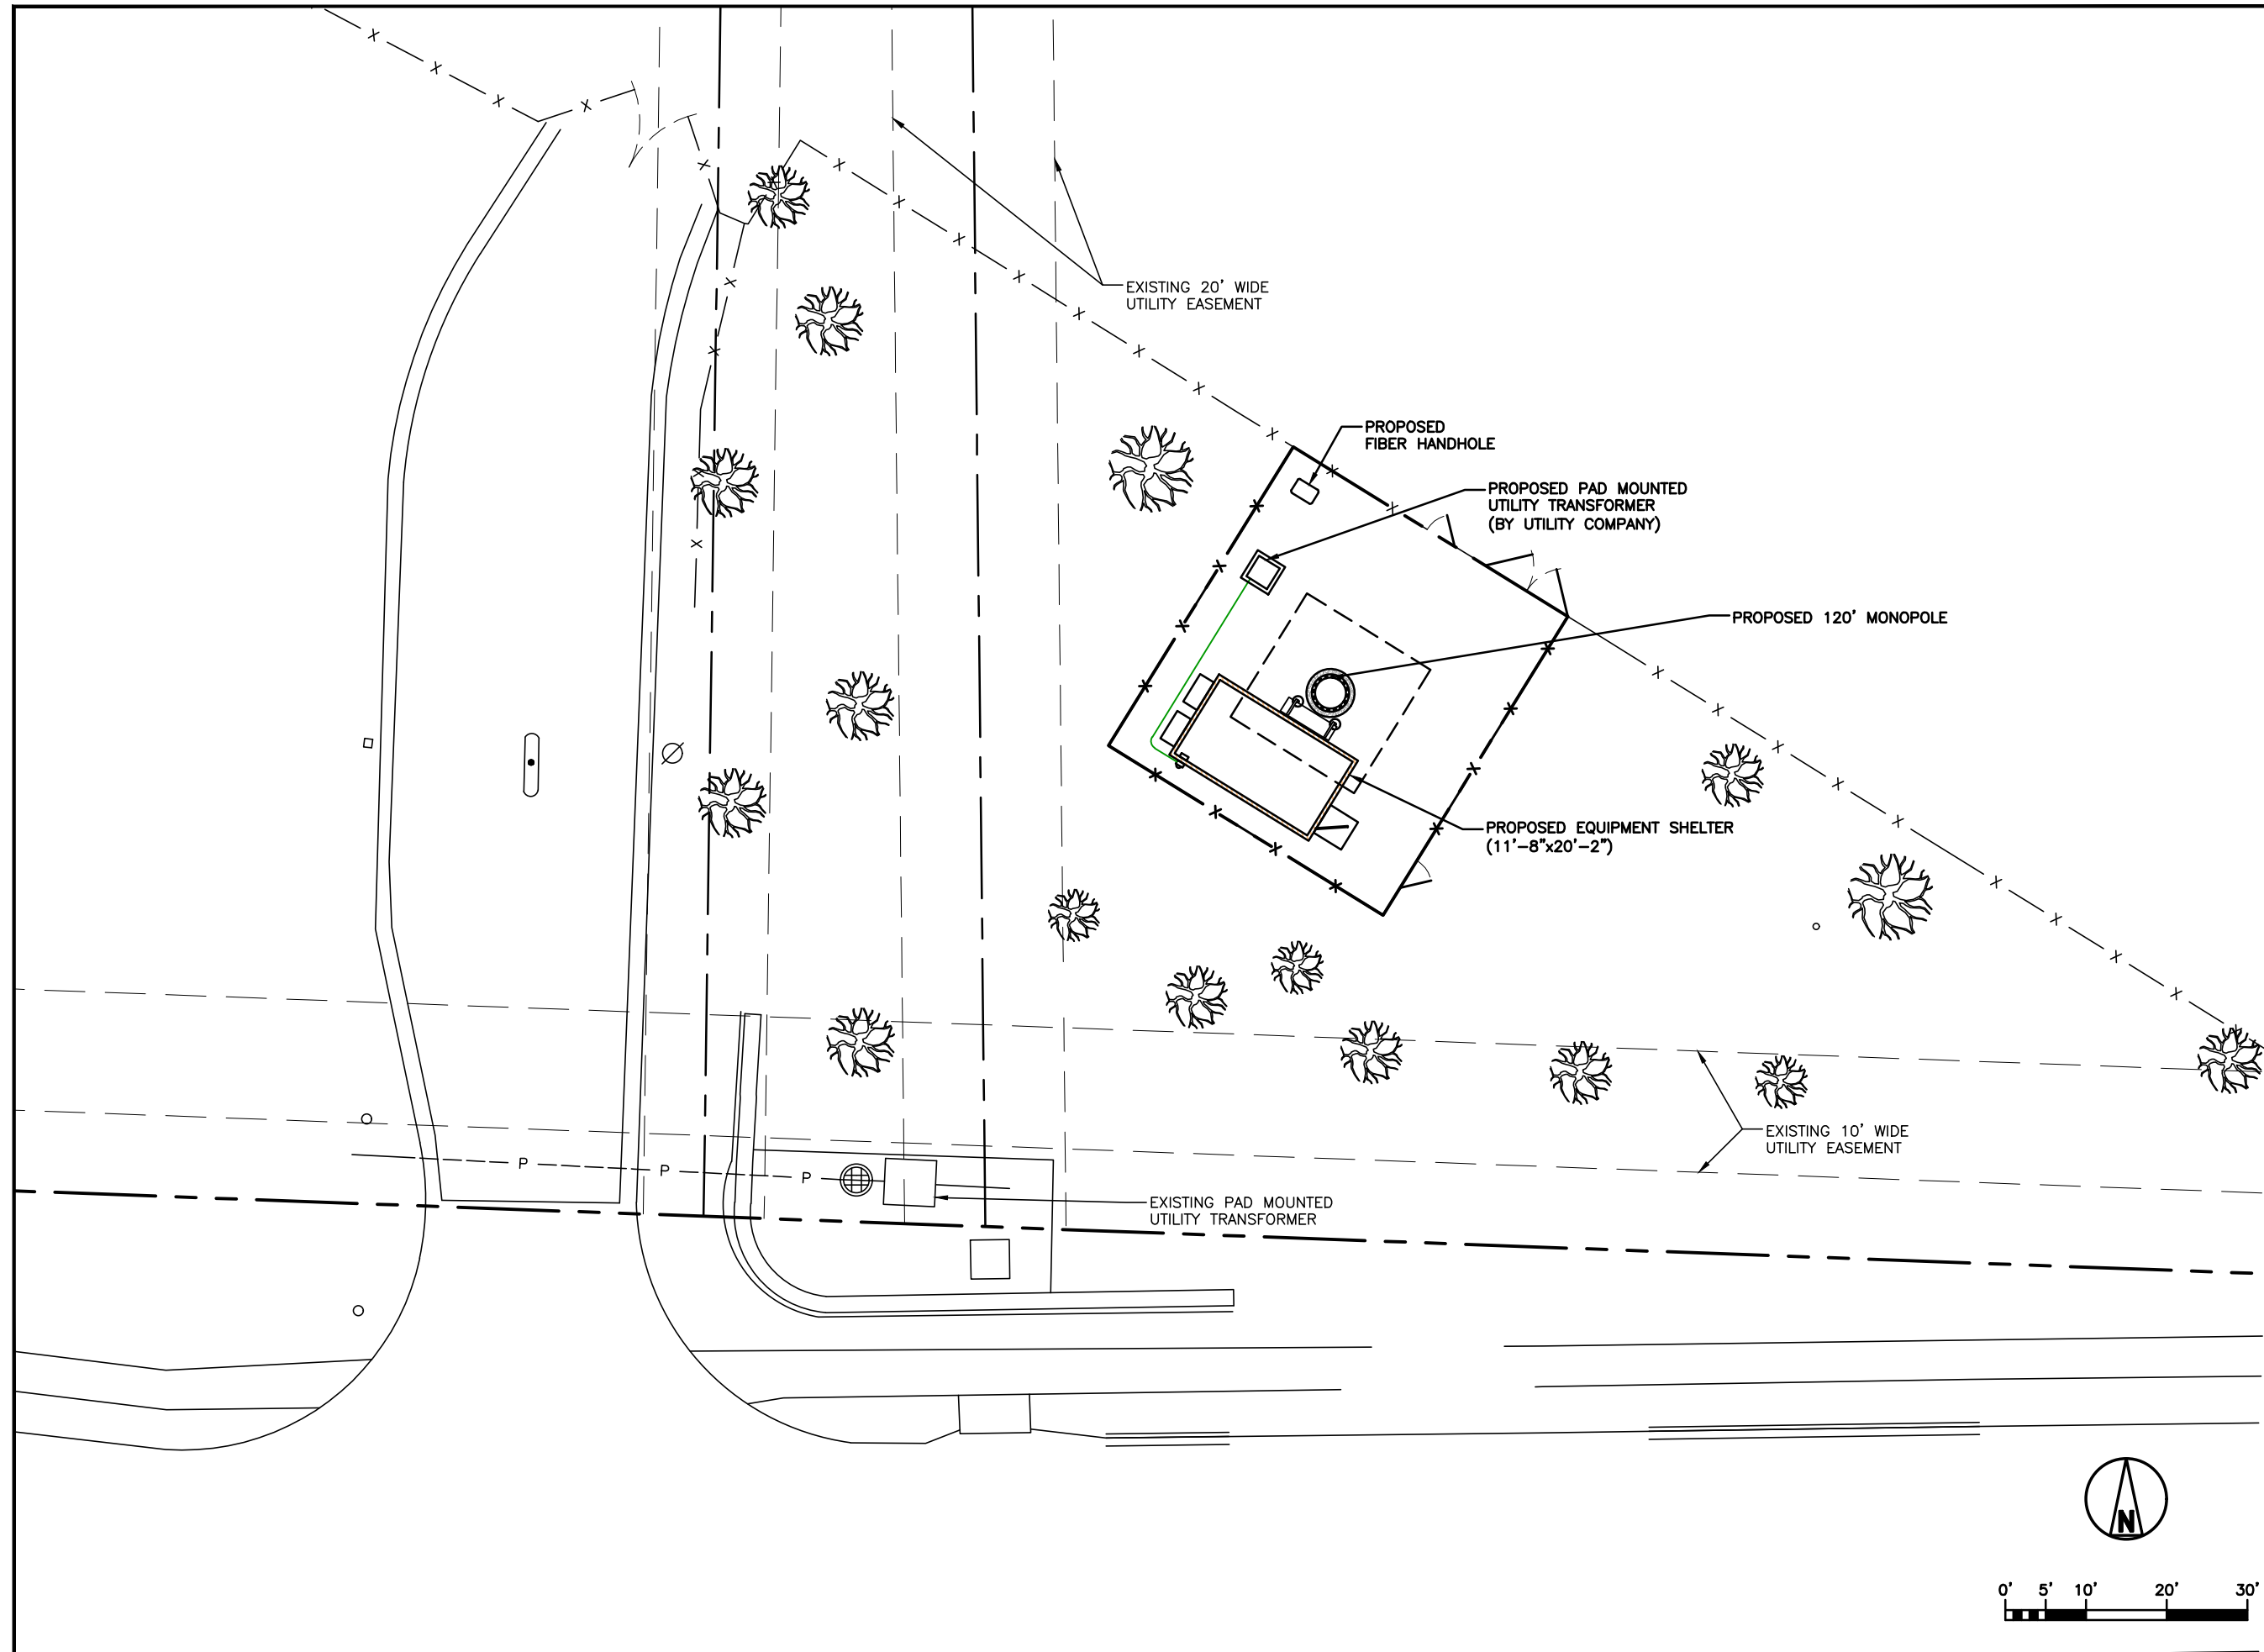 EXISTING 20' WIDE
UTILITY EASEMENT
PROPOSED
FIBER HANDHOLE
PROPOSED PAD MOUNTED
UTILITY TRANSFORMER
(BY UTILITY COMPANY)
PROPOSED 120' MONOPOLE
PROPOSED EQUIPMENT SHELTER
(11'-8"x20'-2")
EXISTING 10' WIDE
UTILITY EASEMENT
P P P
EXISTING PAD MOUNTED
UTILITY TRANSFORMER
N
0' 5' 10' 20' 30'